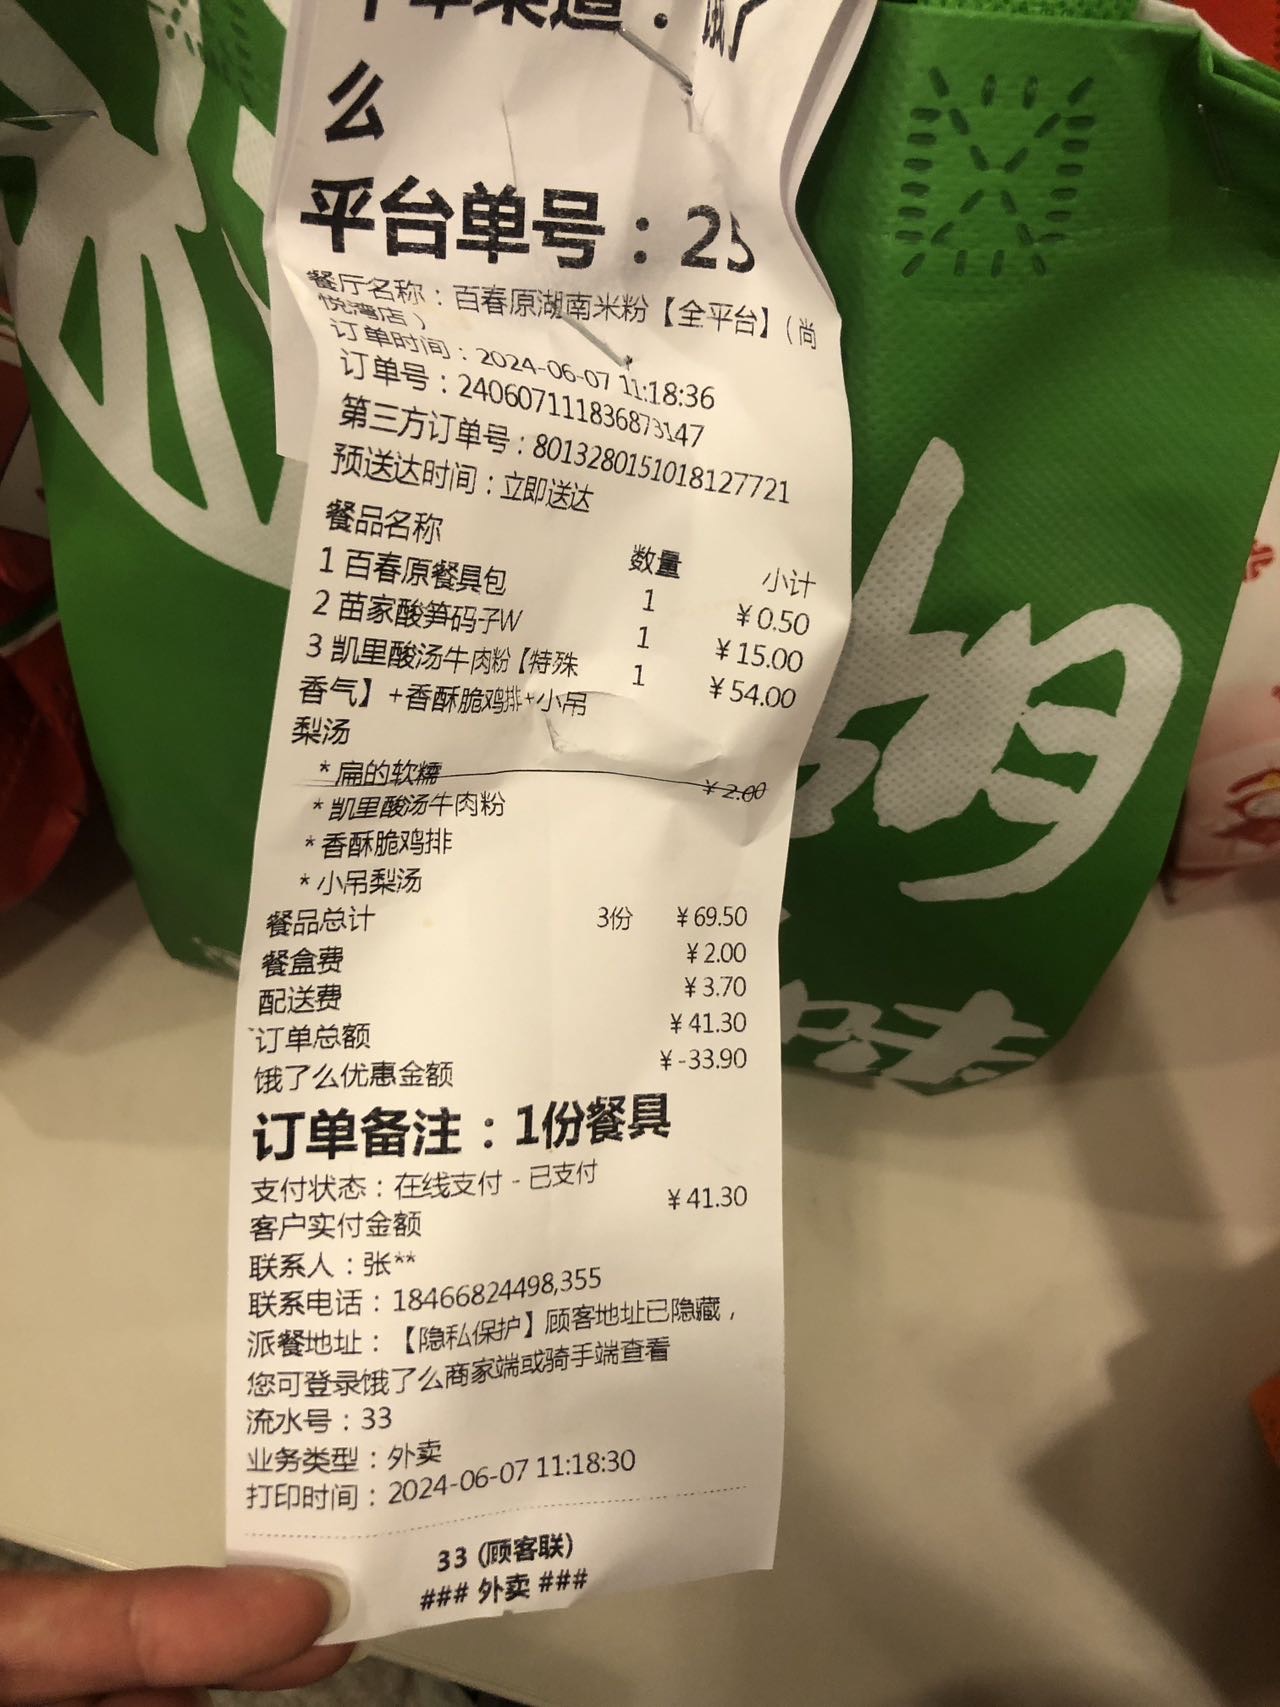 下单渠道：饿了
么
平台单号：25
餐厅名称：百春原湖南米粉【全平台】（尚
悦湾店）
订单时间：2024-06-07 11:18:36
订单号：240607111836873147
第三方订单号：8013280151018127721
预送达时间：立即送达
餐品名称 数量 小计
1 百春原餐具包 1 ￥0.50
2 苗家酸笋码子W 1 ￥15.00
3 凯里酸汤牛肉粉【特殊 1 ￥54.00
香气】+香酥脆鸡排+小吊
梨汤
*扁的软糯 ￥2.00
*凯里酸汤牛肉粉
*香酥脆鸡排
*小吊梨汤
餐品总计 3份 ￥69.50
餐盒费 ￥2.00
配送费 ￥3.70
订单总额 ￥41.30
饿了么优惠金额 ￥-33.90
订单备注：1份餐具
支付状态：在线支付 - 已支付
客户实付金额 ￥41.30
联系人：张**
联系电话：18466824498,355
派餐地址：【隐私保护】顾客地址已隐藏，
您可登录饿了么商家端或骑手端查看
流水号：33
业务类型：外卖
打印时间：2024-06-07 11:18:30
33 (顾客联)
### 外卖 ###
湖
味